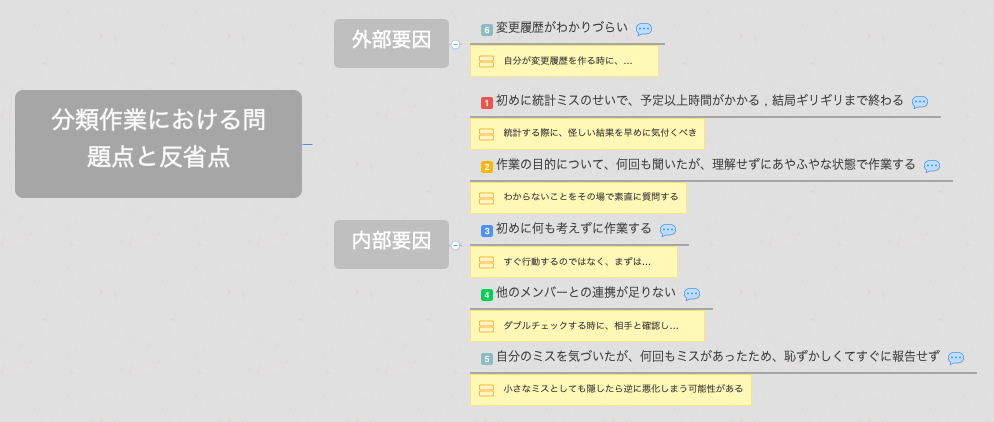 分類作業における問
題点と反省点
外部要因
6 変更履歴がわかりづらい
自分が変更履歴を作る時に、...
内部要因
1 初めに統計ミスのせいで、予定以上時間がかかる，結局ギリギリまで終わる
統計する際に、怪しい結果を早めに気付くべき
2 作業の目的について、何回も聞いたが、理解せずにあやふやな状態で作業する
わからないことをその場で素直に質問する
3 初めに何も考えずに作業する
すぐ行動するのではなく、まずは...
4 他のメンバーとの連携が足りない
ダブルチェックする時に、相手と確認し...
5 自分のミスを気づいたが、何回もミスがあったため、恥ずかしくてすぐに報告せず
小さなミスとしても隠したら逆に悪化しまう可能性がある